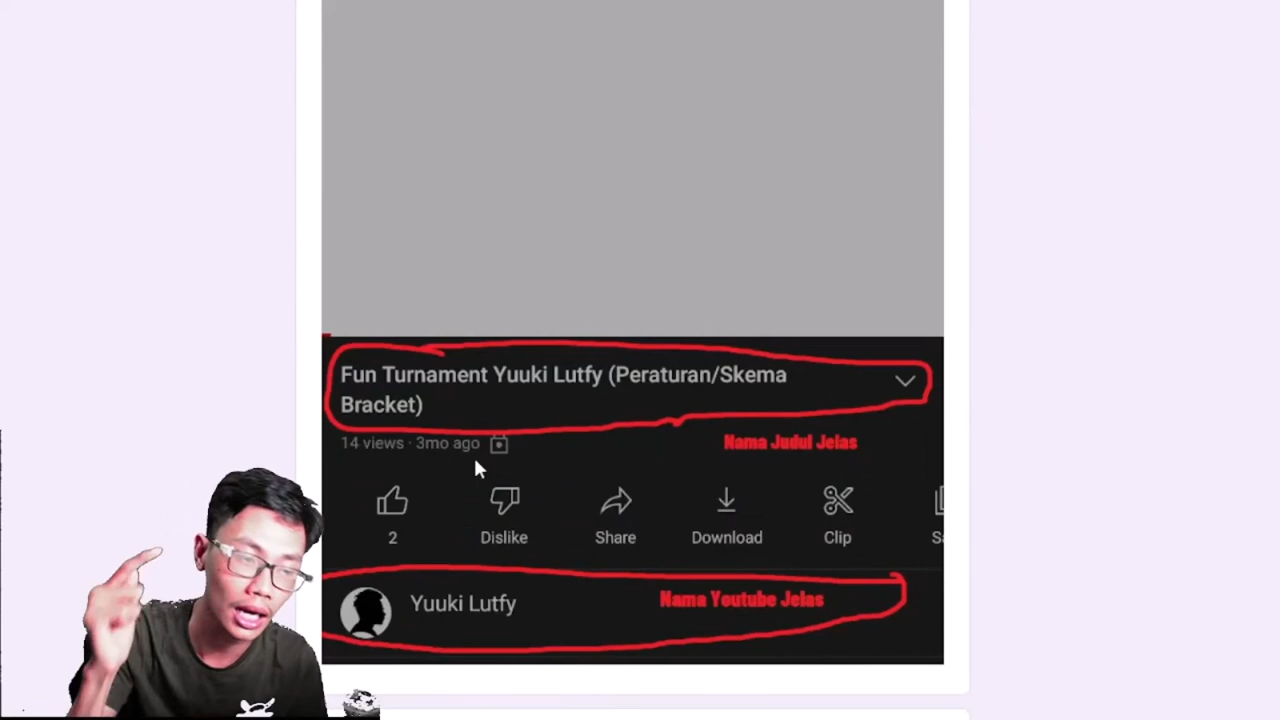 Fun Turnament Yuuki Lutfy (Peraturan/Skema
Bracket)
14 views · 3mo ago
Nama Judul Jelas
2
Dislike
Share
Download
Clip
Yuuki Lutfy
Nama Youtube Jelas